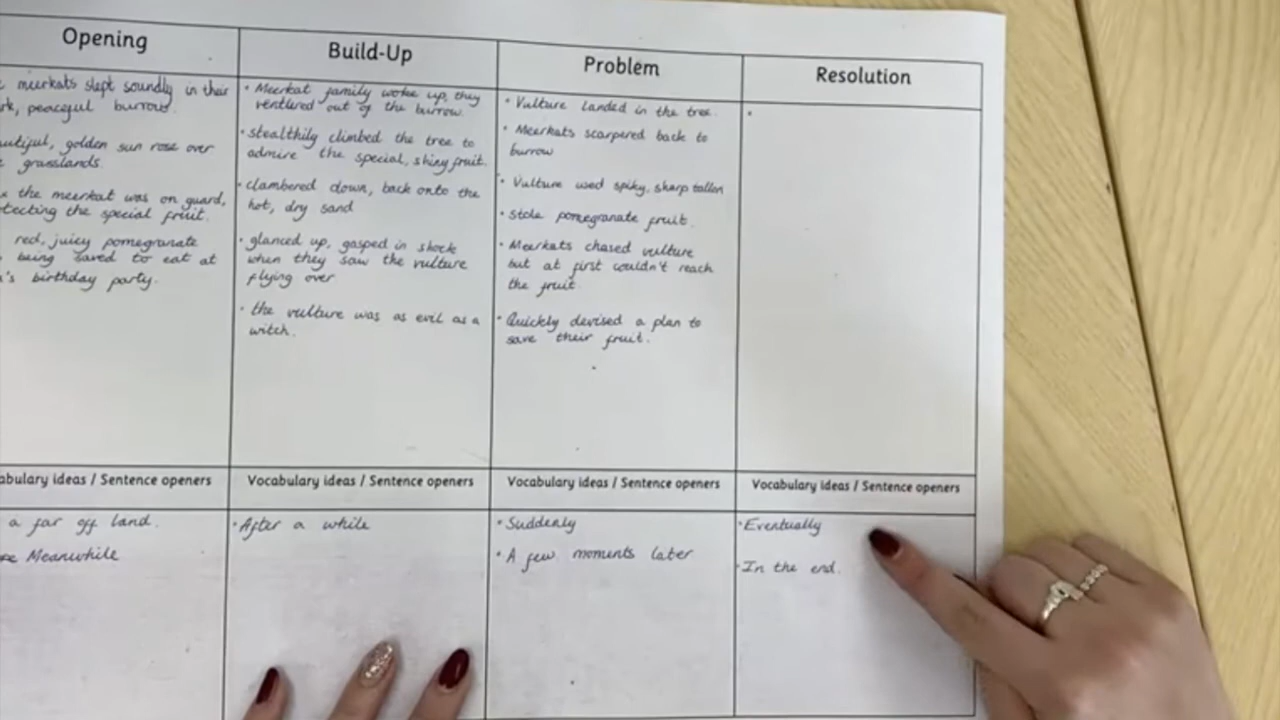 Opening
meerkats slept soundly in their
peaceful burrow.
golden sun rose over
grasslands.
the meerkat was on guard,
the special fruit.
red, juicy pomegranate
being saved to eat at
birthday party.
abulary ideas / Sentence openers
a far off land.
Meanwhile
Build-Up
• Meerkat family woke up, they
ventured out of the burrow.
• stealthily climbed the tree to
admire the special, shiny fruit.
• clambered down, back onto the
hot, dry sand
• glanced up, gasped in shock
when they saw the vulture
flying over
• the vulture was as evil as a
witch.
Vocabulary ideas / Sentence openers
• After a while
Problem
• Vulture landed in the tree.
• Meerkats scarpered back to
burrow
• Vulture used spiky, sharp tallon
• stole pomegranate fruit.
• Meerkats chased vulture
but at first couldn't reach
the fruit.
• Quickly devised a plan to
save their fruit.
Vocabulary ideas / Sentence openers
• Suddenly
• A few moments later
Resolution
•
Vocabulary ideas / Sentence openers
• Eventually
• In the end.